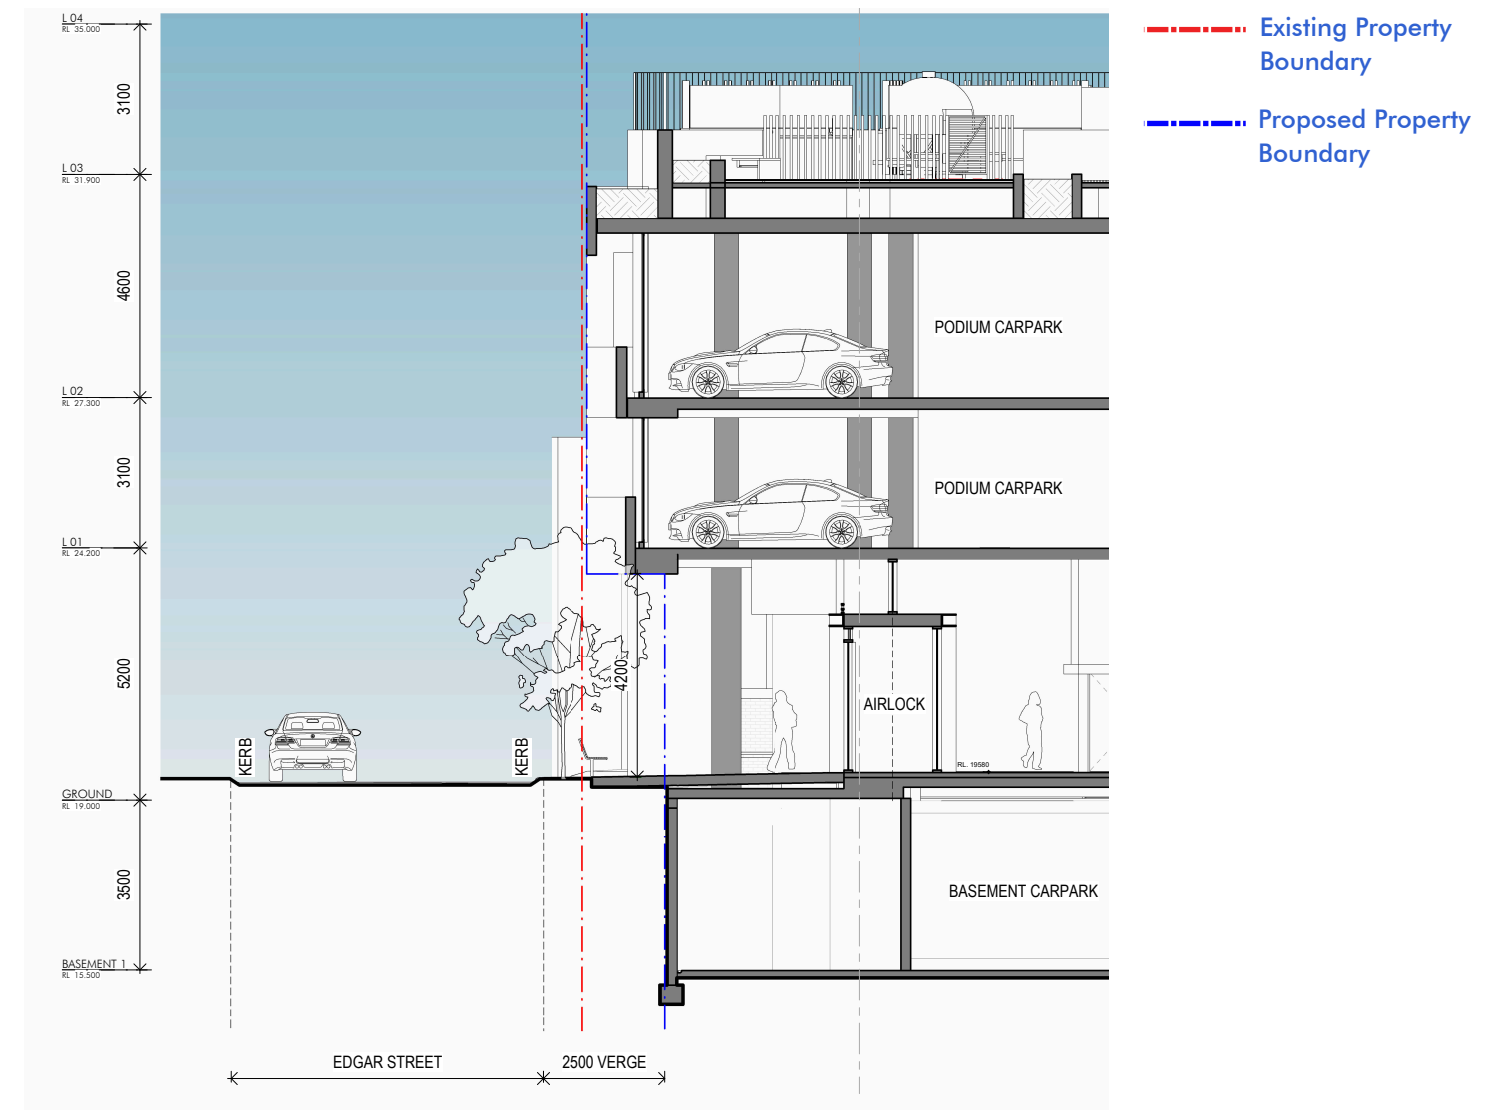 L 04
RL 35.000
3100
L 03
RL 31.900
4600
L 02
RL 27.300
3100
L 01
RL 24.200
5200
GROUND
RL 19.000
3500
BASEMENT 1
RL 15.500
Existing Property
Boundary
Proposed Property
Boundary
PODIUM CARPARK
PODIUM CARPARK
4200
AIRLOCK
KERB
KERB
RL. 19580
BASEMENT CARPARK
EDGAR STREET
2500 VERGE